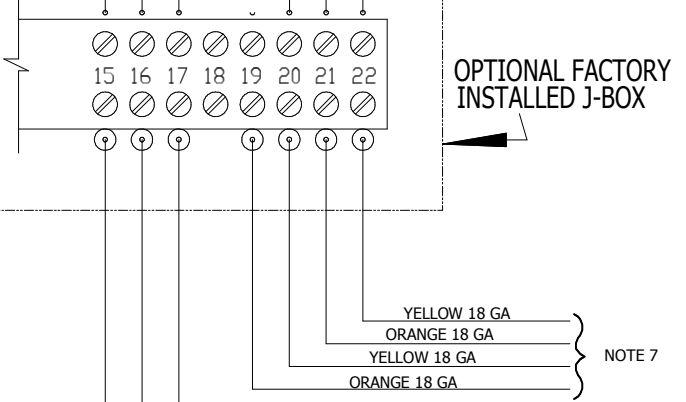 15 16 17 18 19 20 21 22
OPTIONAL FACTORY
INSTALLED J-BOX
YELLOW 18 GA
ORANGE 18 GA
YELLOW 18 GA
NOTE 7
ORANGE 18 GA